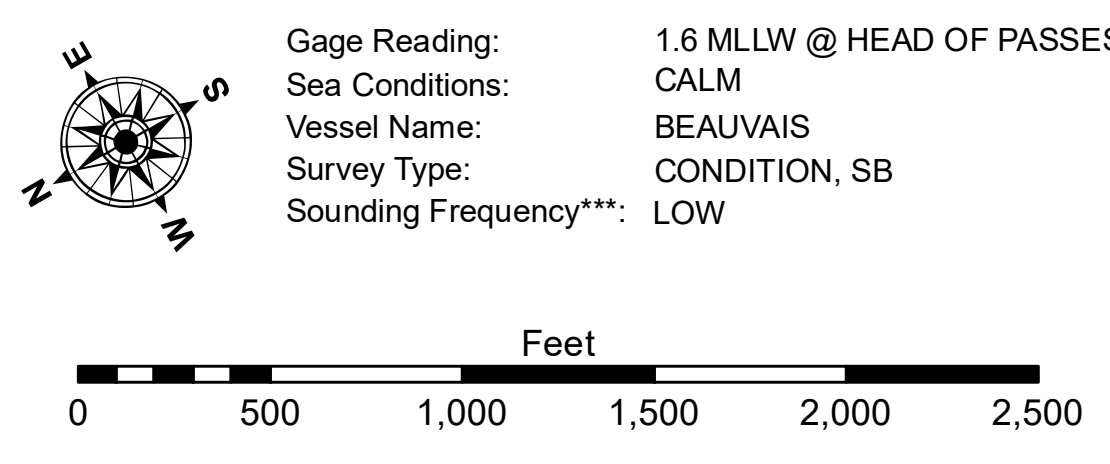 E
S
N
W
Gage Reading: 1.6 MLLW @ HEAD OF PASSES
Sea Conditions: CALM
Vessel Name: BEAUVAIS
Survey Type: CONDITION, SB
Sounding Frequency***: LOW
Feet
0 500 1,000 1,500 2,000 2,500